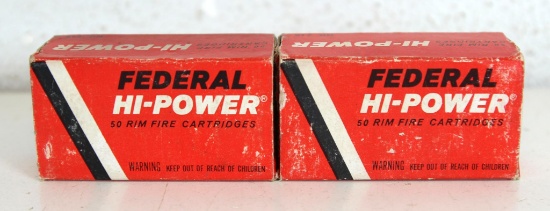 HI-POWER
FEDERAL
HI-POWER®
50 RIM FIRE CARTRIDGES
WARNING KEEP OUT OF REACH OF CHILDREN
HI-POWER
FEDERAL
HI-POWER®
50 RIM FIRE CARTRIDGES
WARNING KEEP OUT OF REACH OF CHILDREN